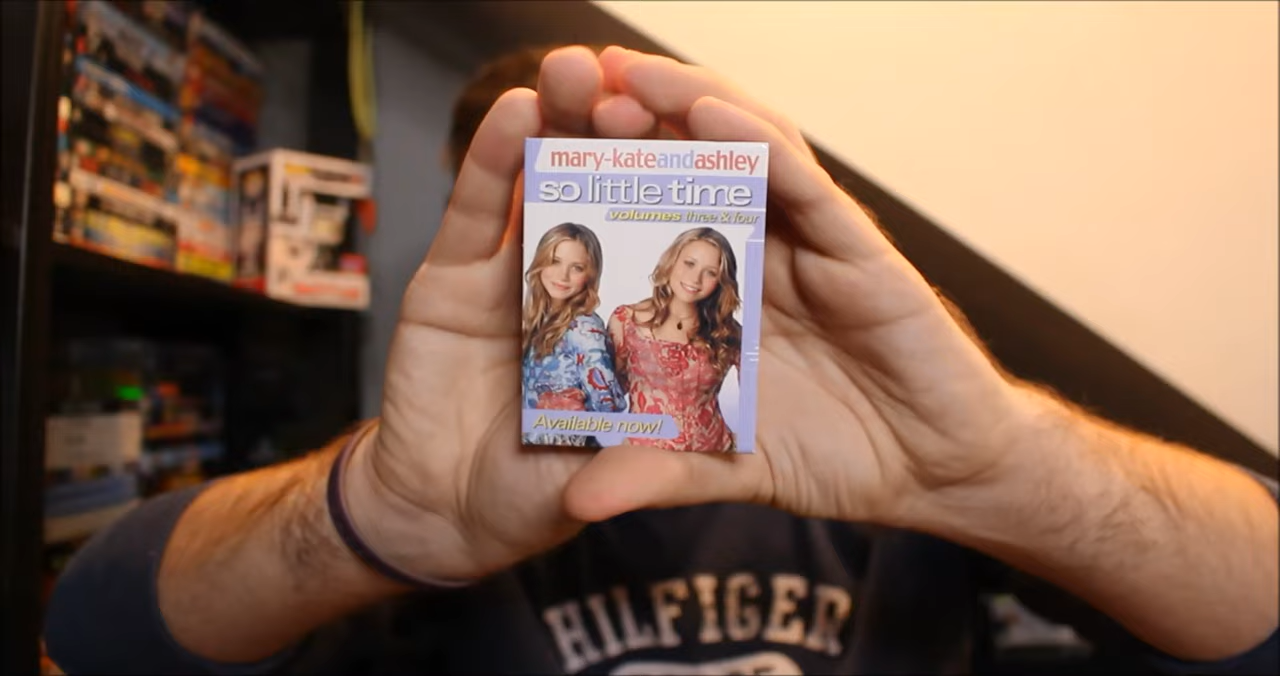 mary-kateandashley
so little time
volumes three & four
Available now!
HILFIGER